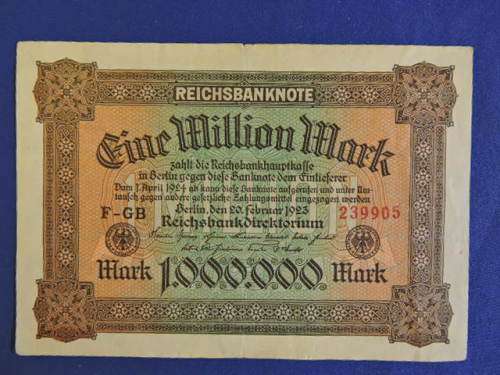 REICHSBANKNOTE
Eine Million Mark
zahlt die Reichsbankhauptkasse
in Berlin gegen diese Banknote dem Einlieferer
Vom 1. April 1924 ab kann diese Banknote aufgerufen und unter Um-
tausch gegen andere gesetzliche Zahlungsmittel eingezogen werden
F-GB Berlin, den 20. Februar 1923 239905
Reichsbankdirektorium
Mark 1.000.000. Mark